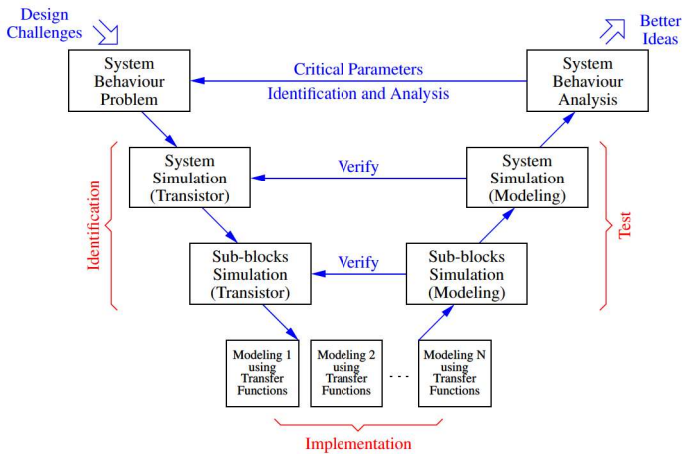 Design
Challenges
Better
Ideas
System
Behaviour
Problem
Critical Parameters
Identification and Analysis
System
Behaviour
Analysis
Identification
System
Simulation
(Transistor)
Verify
System
Simulation
(Modeling)
Test
Sub-blocks
Simulation
(Transistor)
Verify
Sub-blocks
Simulation
(Modeling)
Modeling 1
using
Transfer
Functions
Modeling 2
using
Transfer
Functions
- - -
Modeling N
using
Transfer
Functions
Implementation